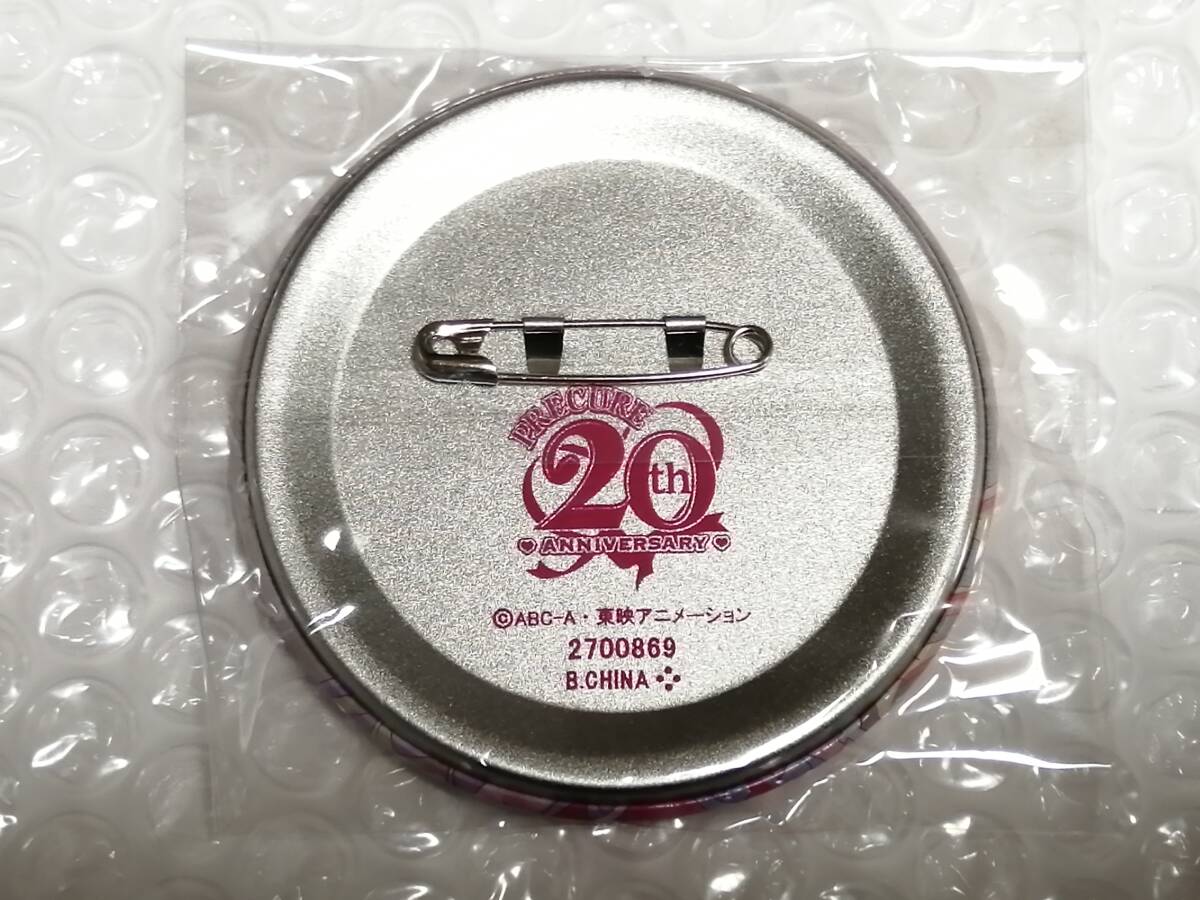 PRECURE
20th
♥ ANNIVERSARY ♥
©ABC-A・東映アニメーション
2700869
B.CHINA